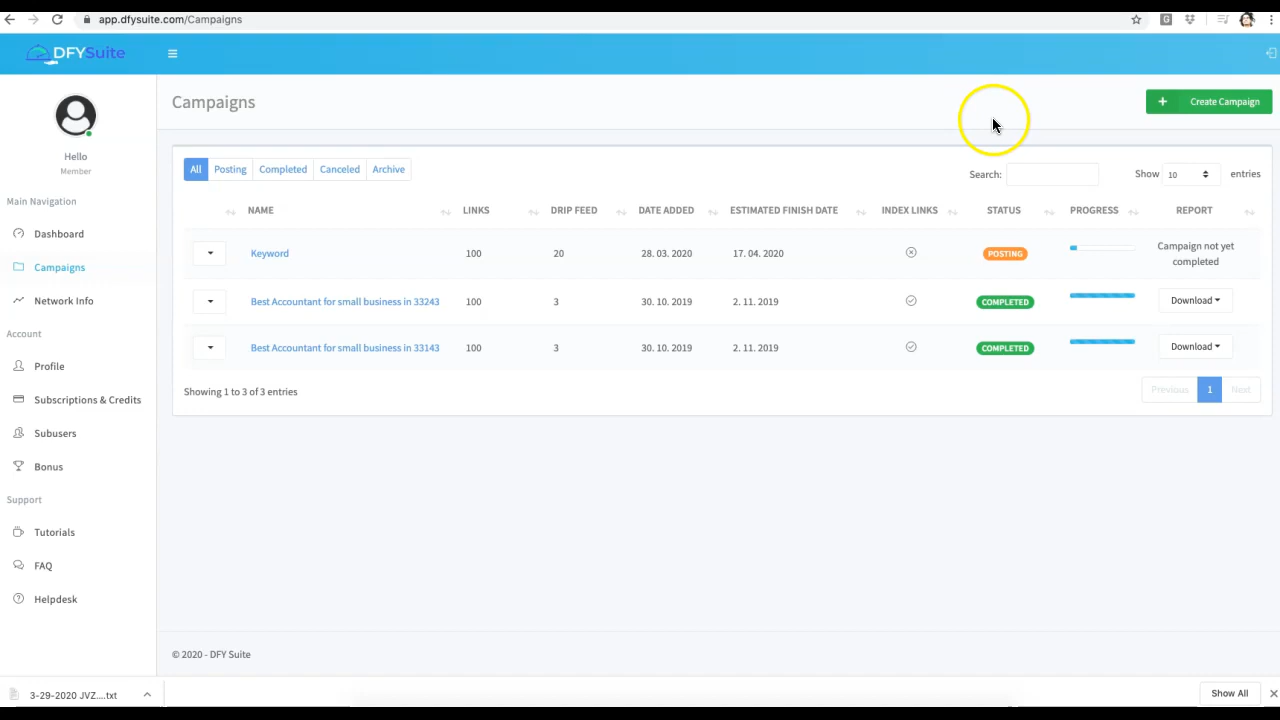 app.dfysuite.com/Campaigns
DFYSuite
Hello
Member
Main Navigation
Dashboard
Campaigns
Network Info
Account
Profile
Subscriptions & Credits
Subusers
Bonus
Support
Tutorials
FAQ
Helpdesk
Campaigns
+ Create Campaign
All Posting Completed Canceled Archive
Search: Show 10 entries
NAME LINKS DRIP FEED DATE ADDED ESTIMATED FINISH DATE INDEX LINKS STATUS PROGRESS REPORT
Keyword 100 20 28. 03. 2020 17. 04. 2020 POSTING Campaign not yet
completed
Best Accountant for small business in 33243 100 3 30. 10. 2019 2. 11. 2019 COMPLETED Download
Best Accountant for small business in 33143 100 3 30. 10. 2019 2. 11. 2019 COMPLETED Download
Showing 1 to 3 of 3 entries
Previous 1 Next
© 2020 - DFY Suite
3-29-2020 JVZ....txt
Show All